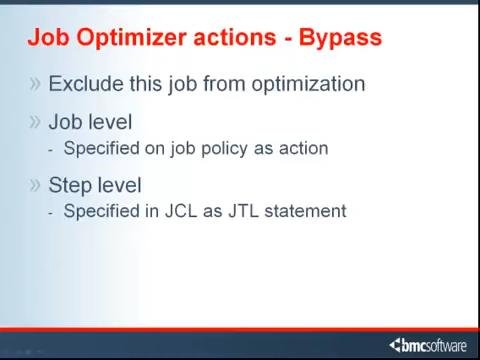 Job Optimizer actions - Bypass
» Exclude this job from optimization
» Job level
- Specified on job policy as action
» Step level
- Specified in JCL as JTL statement
bmcsoftware